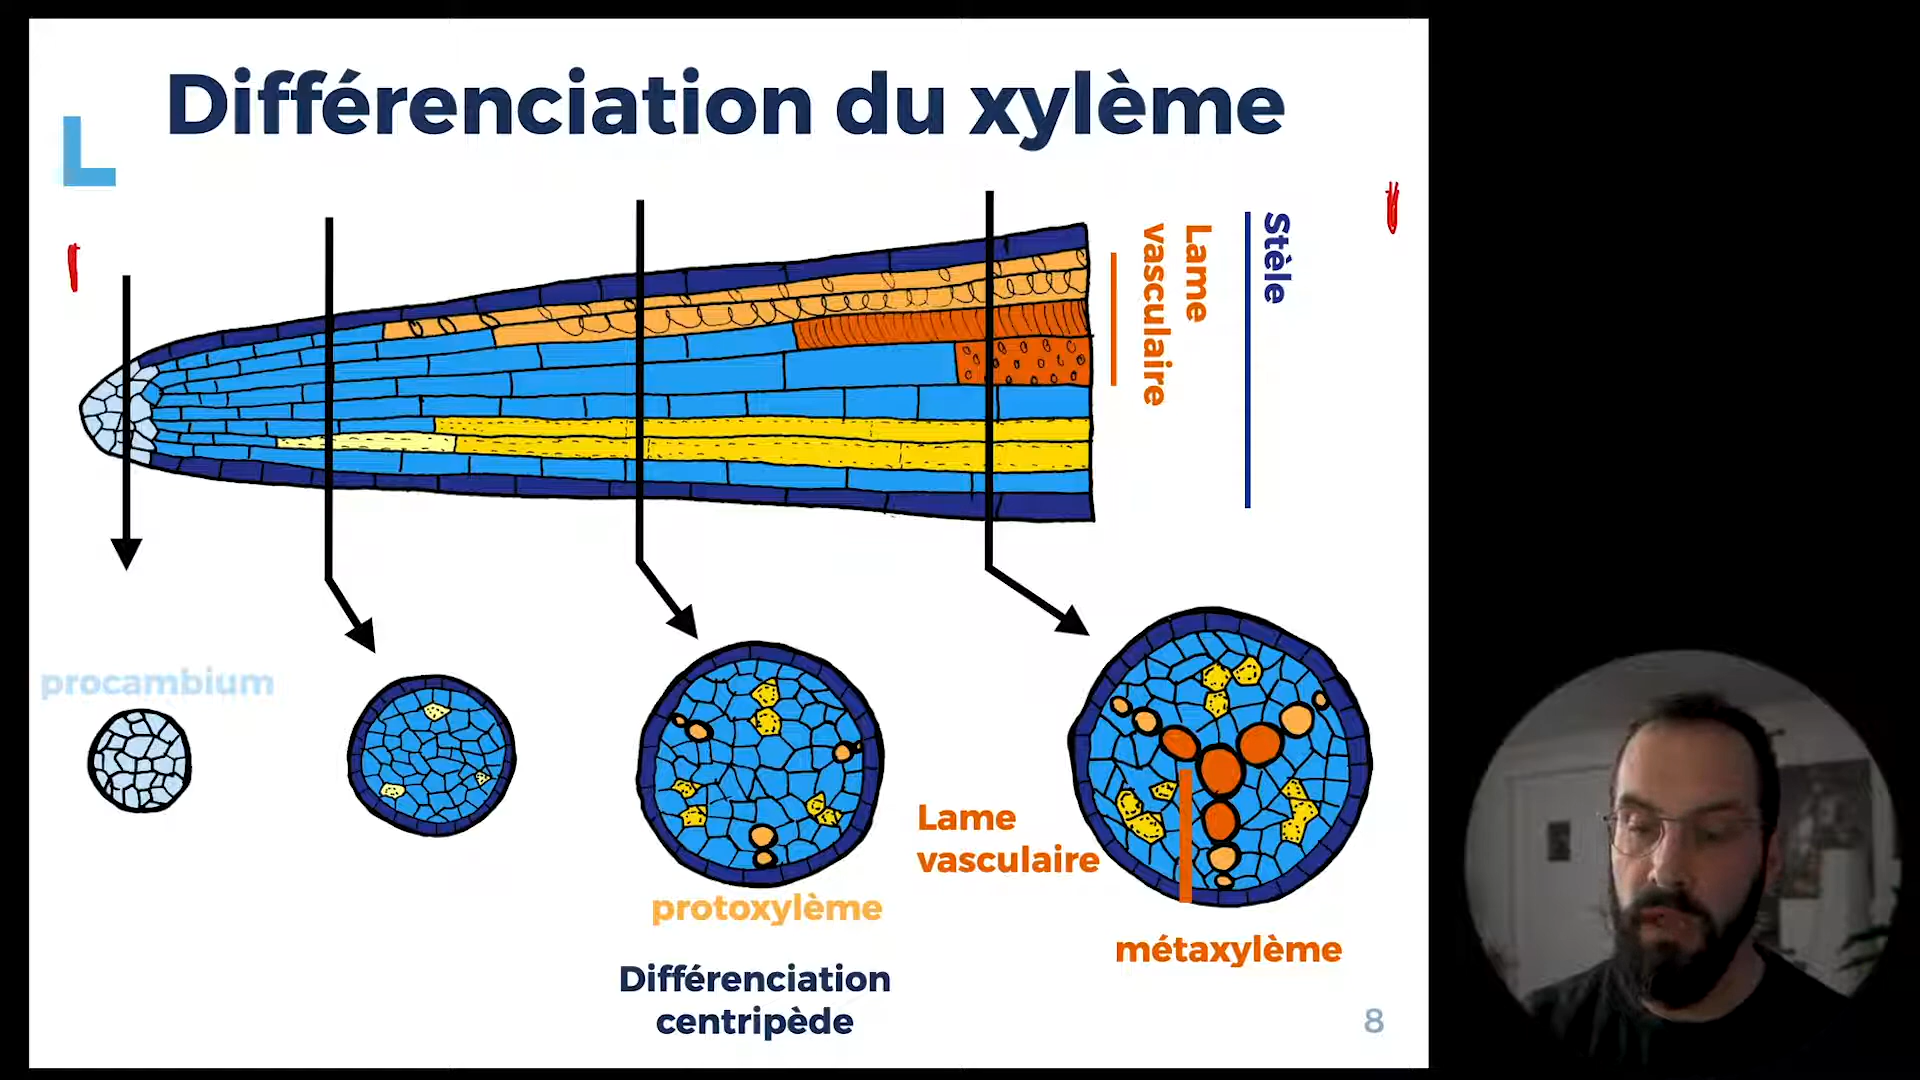 Différenciation du xylème
L
Stèle
Lame
vasculaire
procambium
Lame
vasculaire
protoxylème
métaxylème
Différenciation
centripède
8